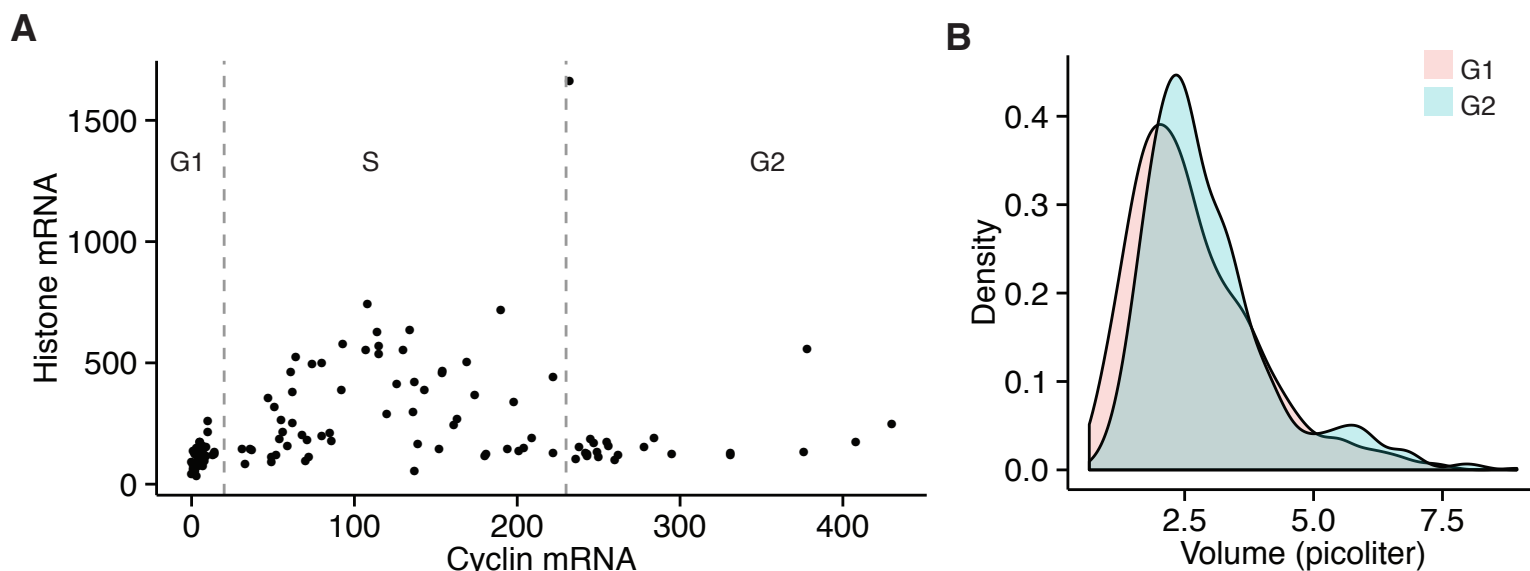 A
Histone mRNA
1500
1000
500
0
G1
S
G2
0
100
200
300
400
Cyclin mRNA
B
Density
0.4
0.3
0.2
0.1
0.0
G1
G2
2.5
5.0
7.5
Volume (picoliter)